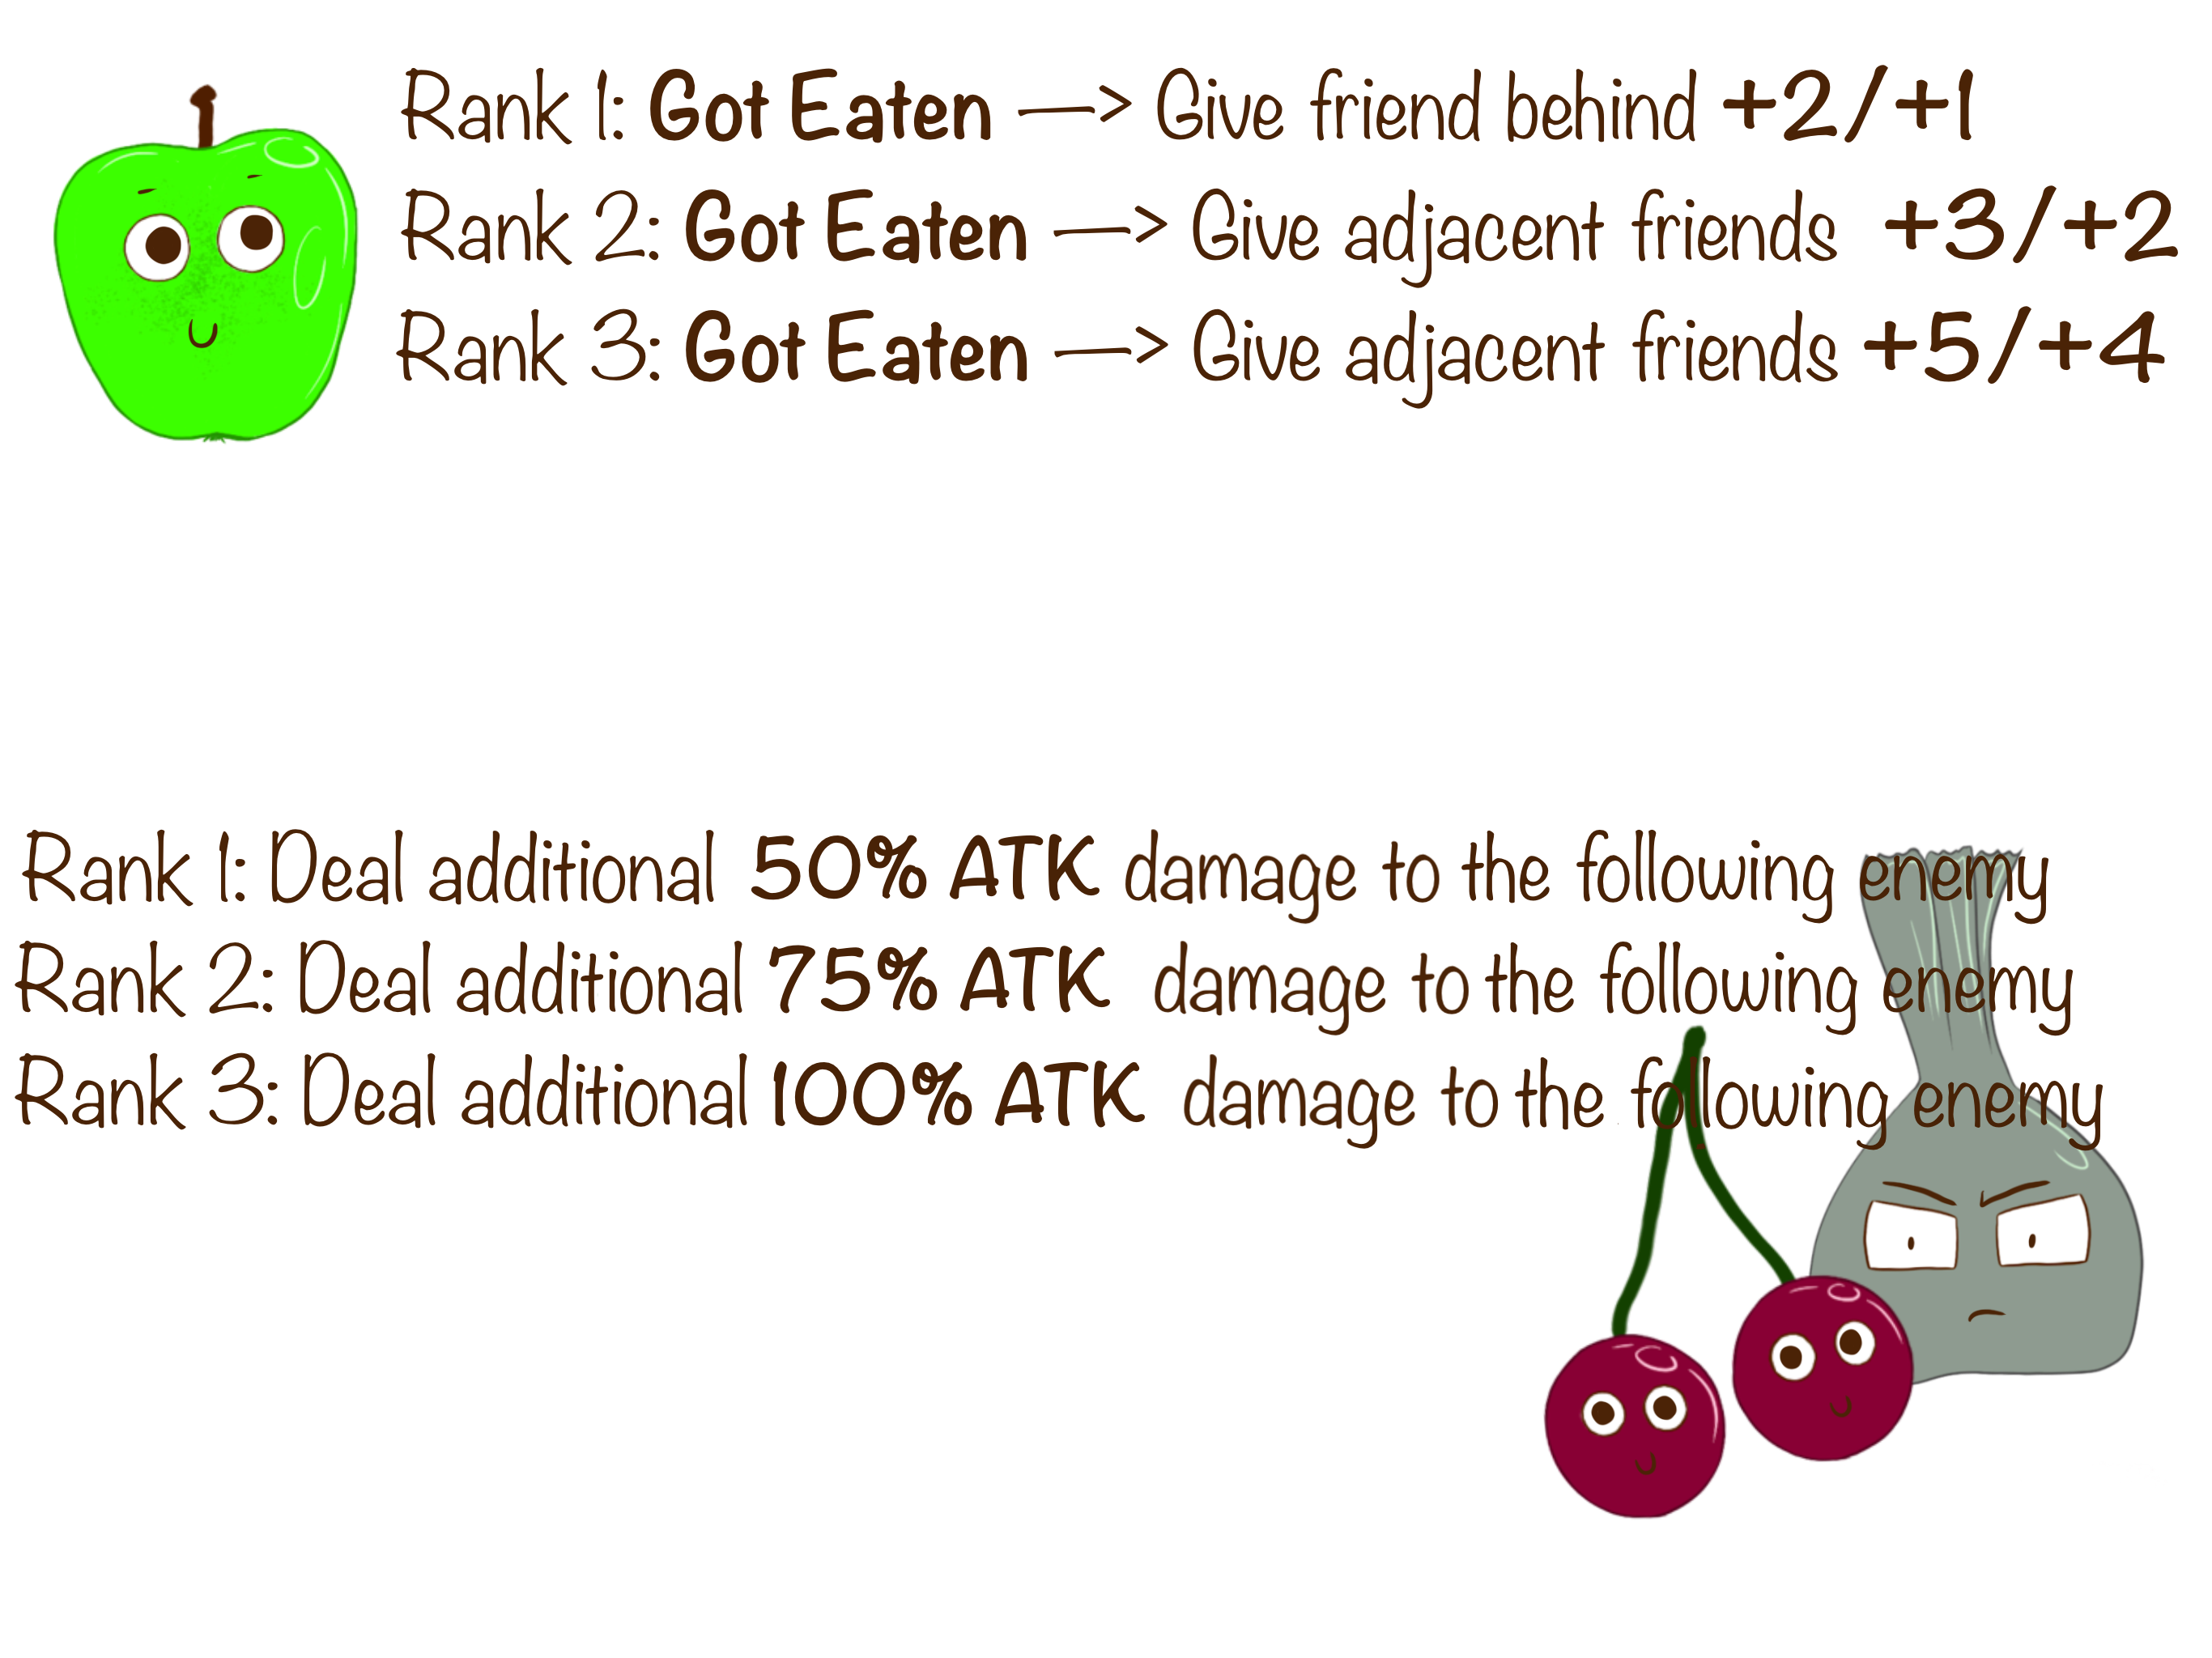 Rank 1: Got Eaten —> Give friend behind +2/+1
Rank 2: Got Eaten —> Give adjacent friends +3/+2
Rank 3: Got Eaten —> Give adjacent friends +5/+4
Rank 1: Deal additional 50% ATK damage to the following enemy
Rank 2: Deal additional 75% ATK damage to the following enemy
Rank 3: Deal additional 100% ATK damage to the following enemy